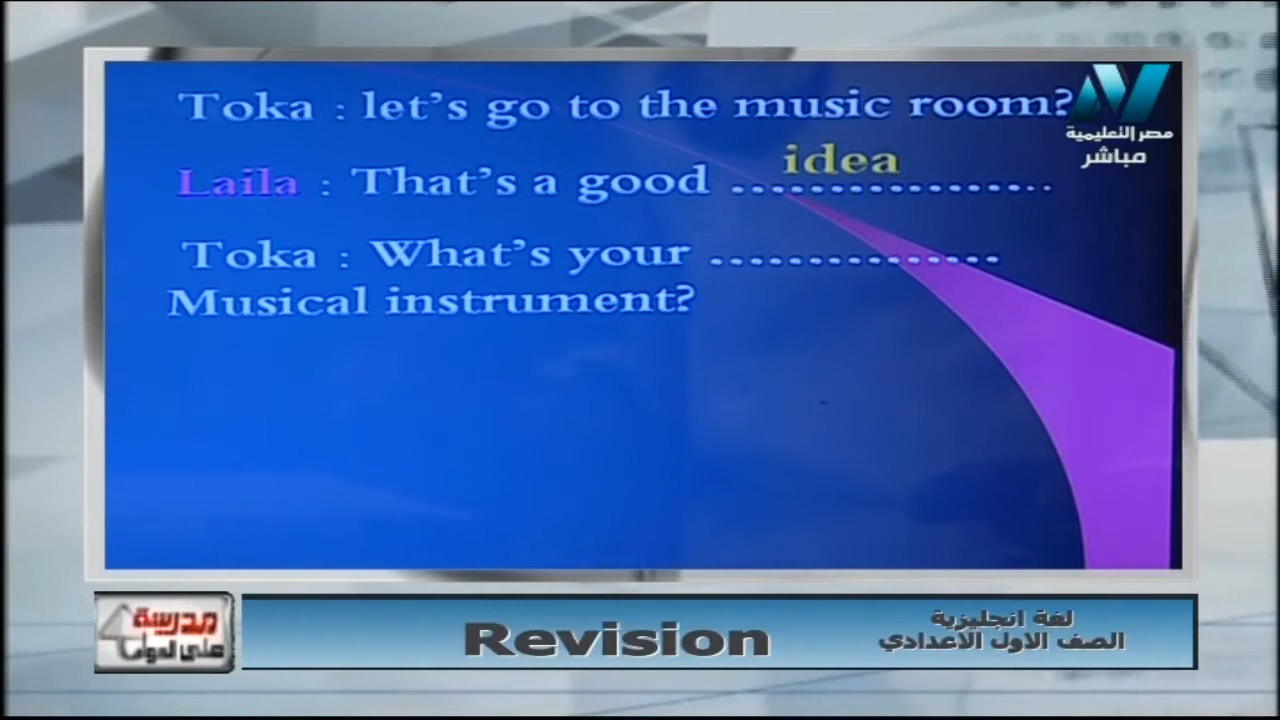 Toka : let's go to the music room?
مصر التعليمية
مباشر
idea
Laila : That's a good ....................
Toka : What's your ................
Musical instrument?
مدرسة
على الهواء
Revision
لغة انجليزية
الصف الاول الاعدادي